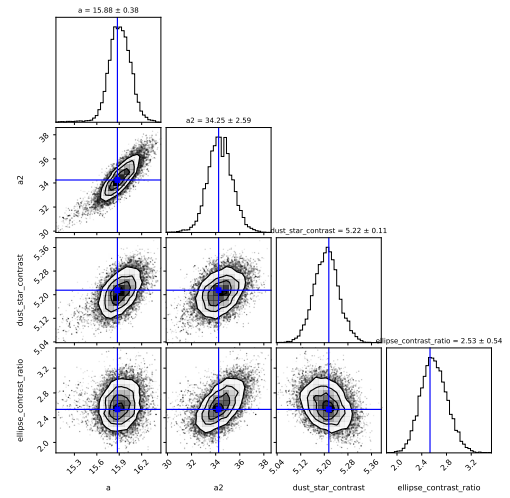 a = 15.88 ± 0.38
a2 = 34.25 ± 2.59
38
36
34
32
30
a2
dust_star_contrast = 5.22 ± 0.11
5.36
5.28
5.20
5.12
5.04
dust_star_contrast
ellipse_contrast_ratio = 2.53 ± 0.54
3.2
2.8
2.4
2.0
ellipse_contrast_ratio
15.3 15.6 15.9 16.2
30 32 34 36 38
5.04 5.12 5.20 5.28 5.36
2.0 2.4 2.8 3.2
a a2 dust_star_contrast ellipse_contrast_ratio